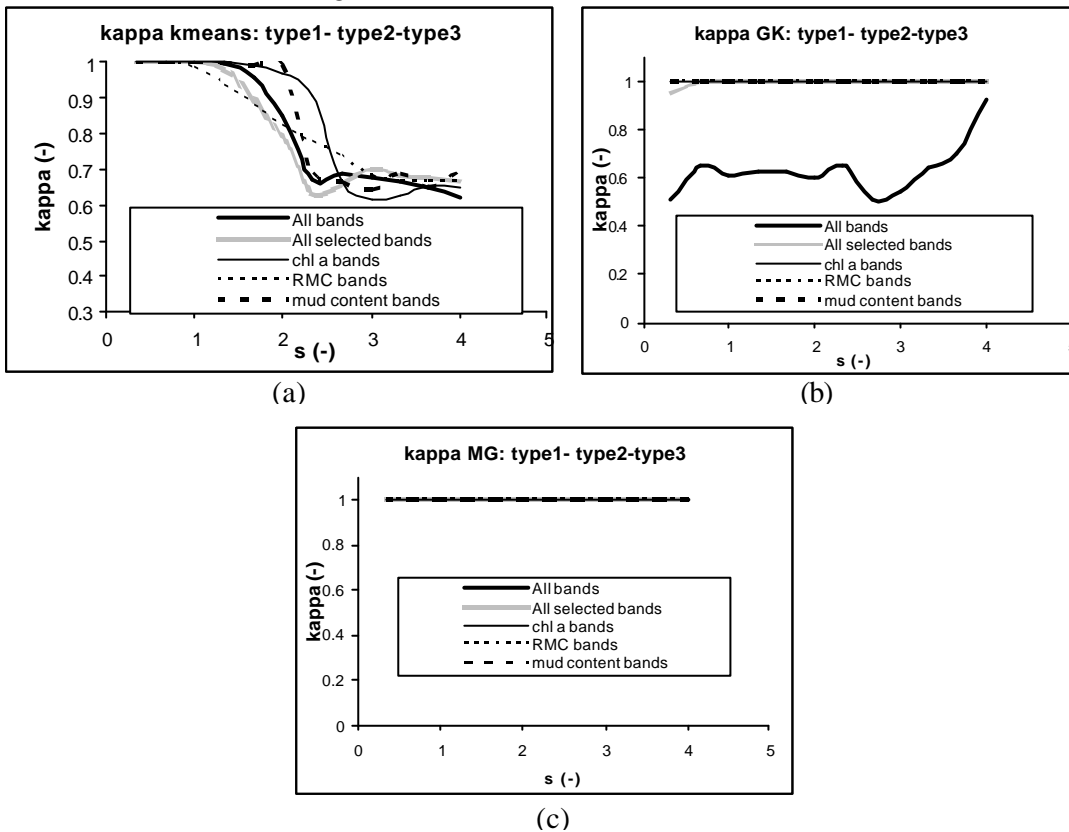 kappa kmeans: type1- type2-type3
1
0.9
0.8
0.7
0.6
0.5
0.4
0.3
kappa (-)
All bands
All selected bands
chl a bands
RMC bands
mud content bands
0 1 2 3 4 5
s (-)
(a)
kappa GK: type1- type2-type3
1
0.8
0.6
0.4
0.2
0
kappa (-)
All bands
All selected bands
chl a bands
RMC bands
mud content bands
0 1 2 3 4
s (-)
(b)
kappa MG: type1- type2-type3
1
0.8
0.6
0.4
0.2
0
kappa (-)
All bands
All selected bands
chl a bands
RMC bands
mud content bands
0 1 2 3 4 5
s (-)
(c)